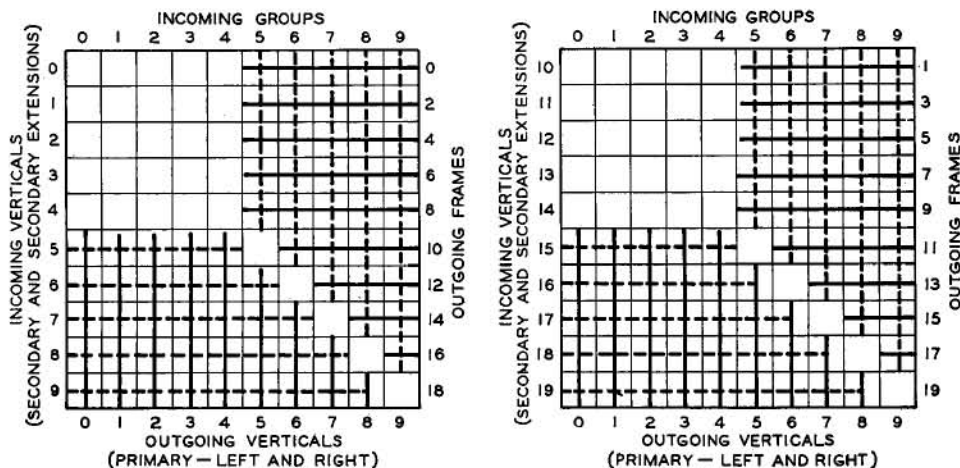 INCOMING GROUPS
0 1 2 3 4 5 6 7 8 9
INCOMING VERTICALS
(SECONDARY AND SECONDARY EXTENSIONS)
0
1
2
3
4
5
6
7
8
9
0
2
4
6
8
10
12
14
16
18
OUTGOING FRAMES
0 1 2 3 4 5 6 7 8 9
OUTGOING VERTICALS
(PRIMARY — LEFT AND RIGHT)
INCOMING GROUPS
0 1 2 3 4 5 6 7 8 9
INCOMING VERTICALS
(SECONDARY AND SECONDARY EXTENSIONS)
10
11
12
13
14
15
16
17
18
19
1
3
5
7
9
11
13
15
17
19
OUTGOING FRAMES
0 1 2 3 4 5 6 7 8 9
OUTGOING VERTICALS
(PRIMARY — LEFT AND RIGHT)